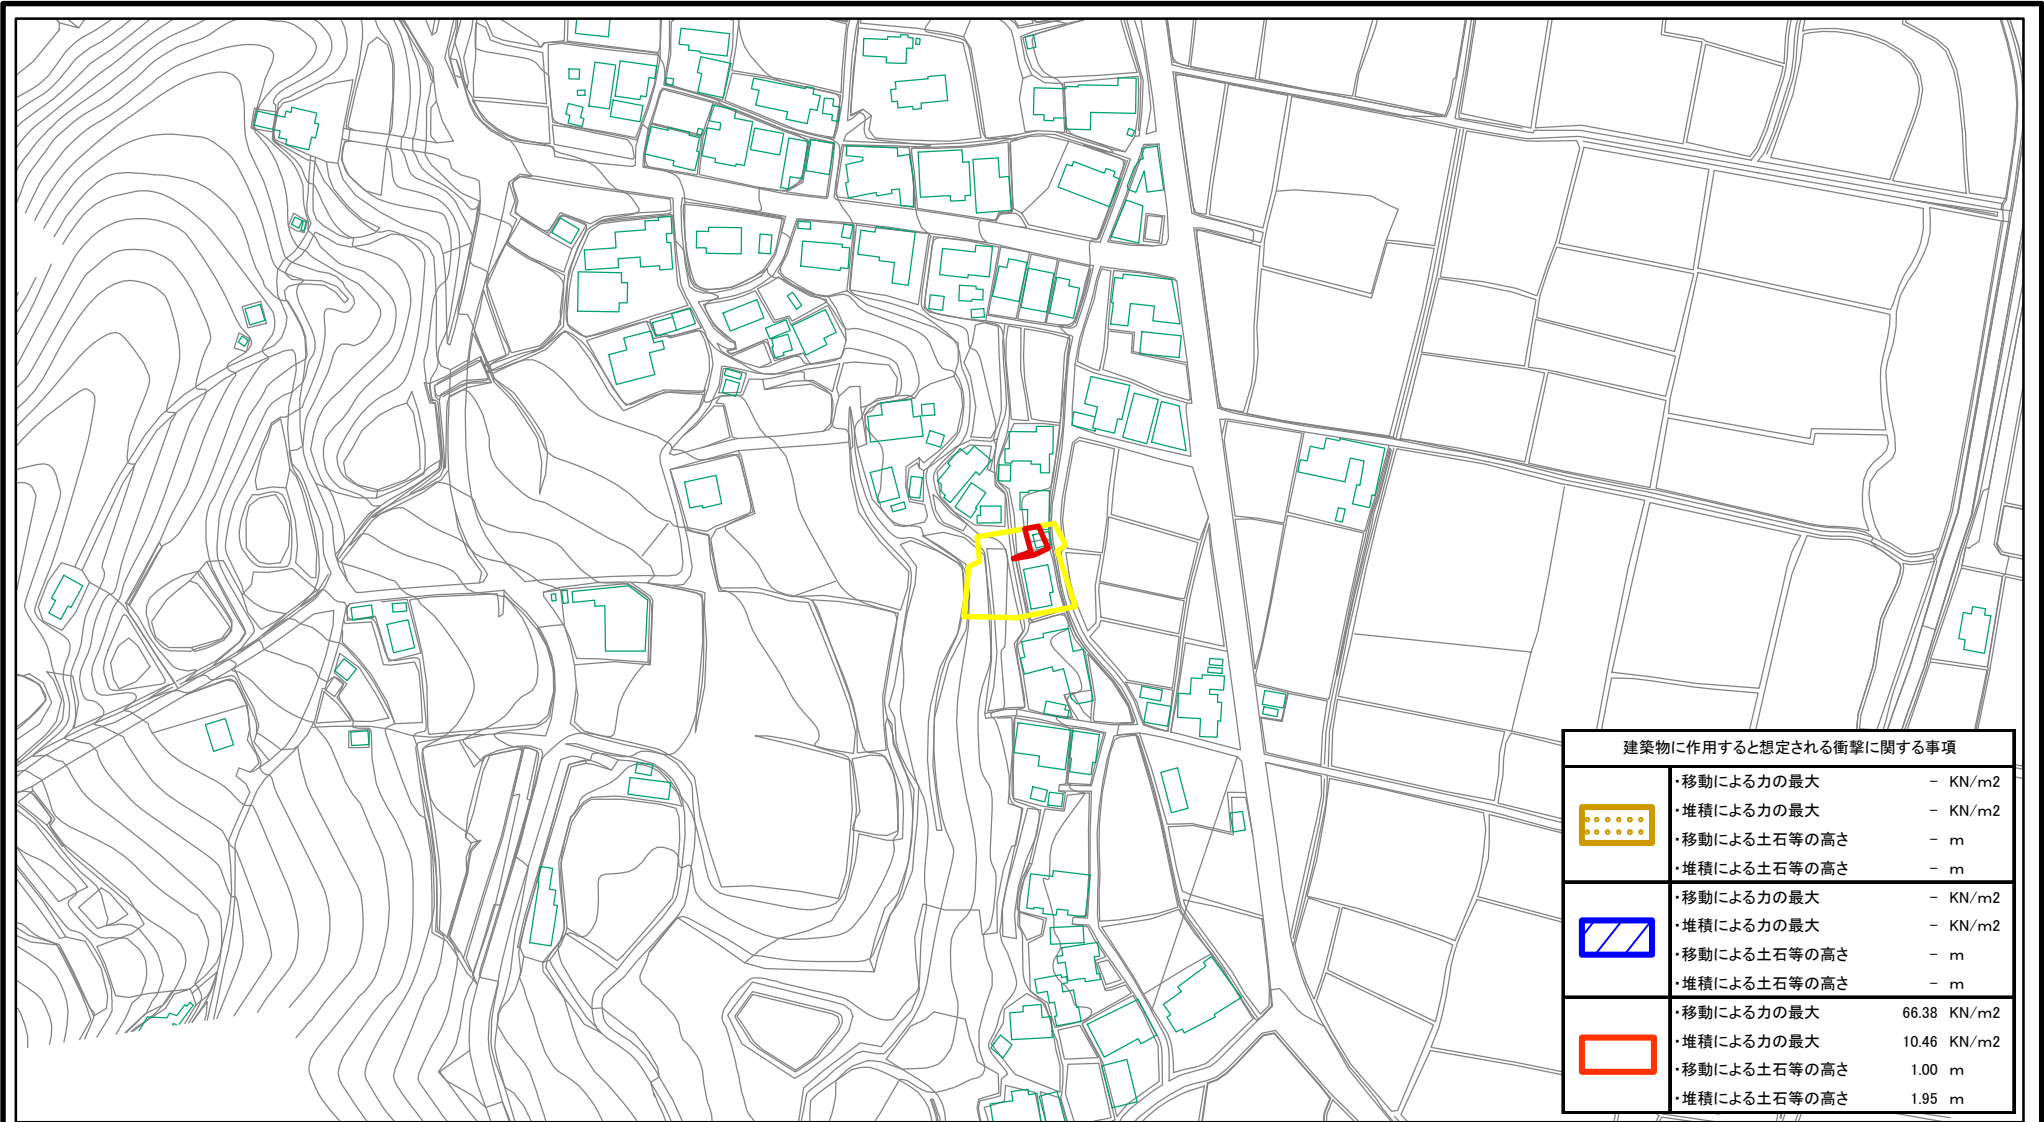 建築物に作用すると想定される衝撃に関する事項
・移動による力の最大 - KN/m2
・堆積による力の最大 - KN/m2
・移動による土石等の高さ - m
・堆積による土石等の高さ - m
・移動による力の最大 - KN/m2
・堆積による力の最大 - KN/m2
・移動による土石等の高さ - m
・堆積による土石等の高さ - m
・移動による力の最大 66.38 KN/m2
・堆積による力の最大 10.46 KN/m2
・移動による土石等の高さ 1.00 m
・堆積による土石等の高さ 1.95 m